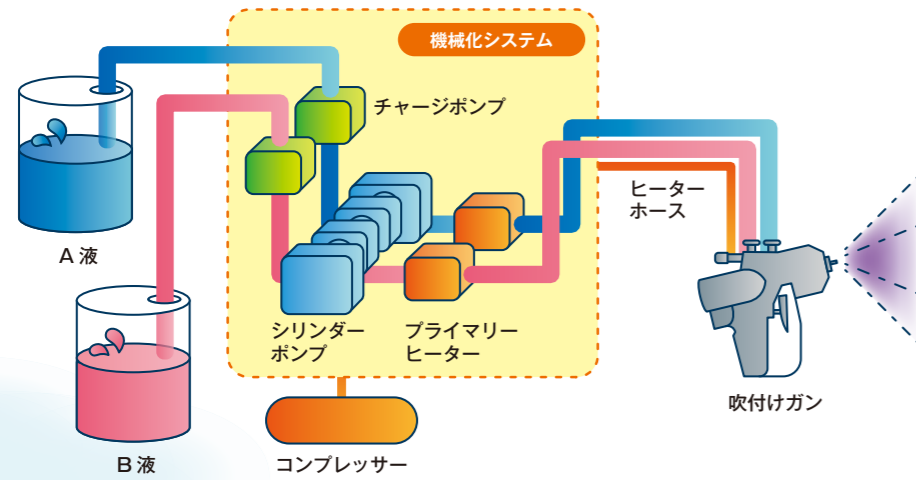 機械化システム
チャージポンプ
ヒーター
ホース
A 液
シリンダー
ポンプ
プライマリー
ヒーター
吹付けガン
B 液
コンプレッサー